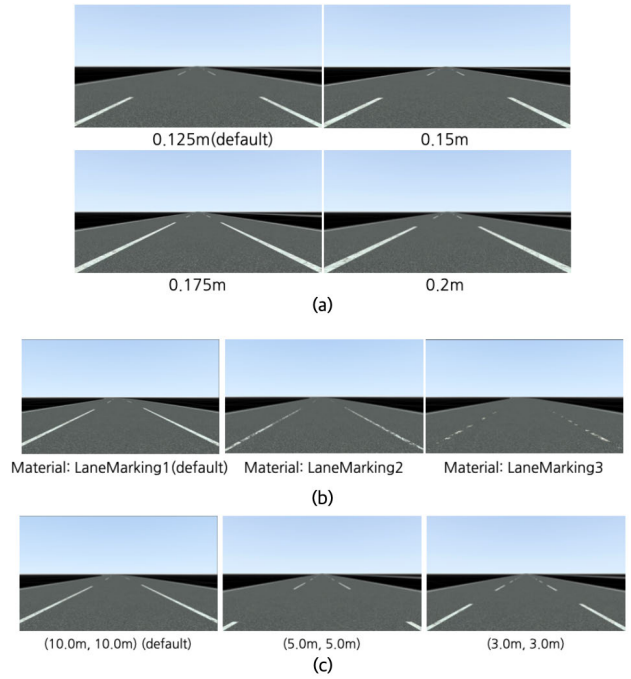 0.125m(default) 0.15m
0.175m 0.2m
(a)
Material: LaneMarking1(default) Material: LaneMarking2 Material: LaneMarking3
(b)
(10.0m, 10.0m) (default) (5.0m, 5.0m) (3.0m, 3.0m)
(c)